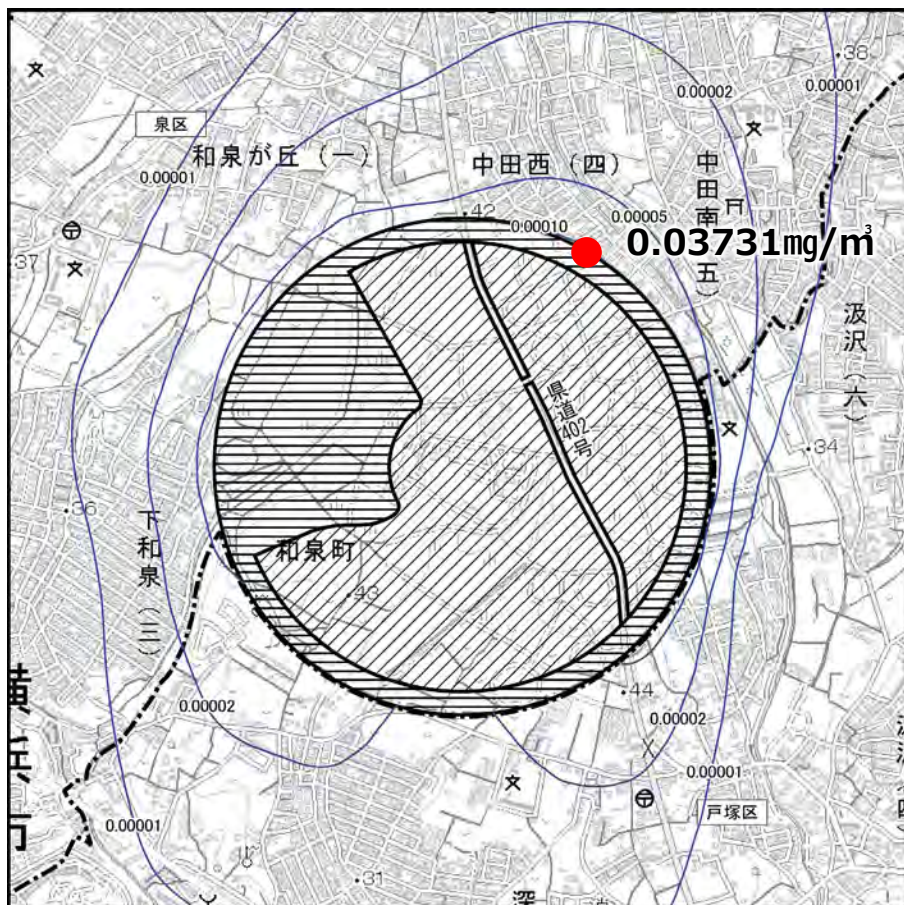 0.00001
38
0.00002
泉区
和泉が丘（一）
中田西（四）
中田南（五）
0.00001
42
0.00010
0.00005
0.03731㎎/㎥
37
汲沢（六）
県道402号
34
36
下和泉（三）
和泉町
43
横浜市
44
0.00002
0.00002
0.00001
戸塚区
0.00001
31
深